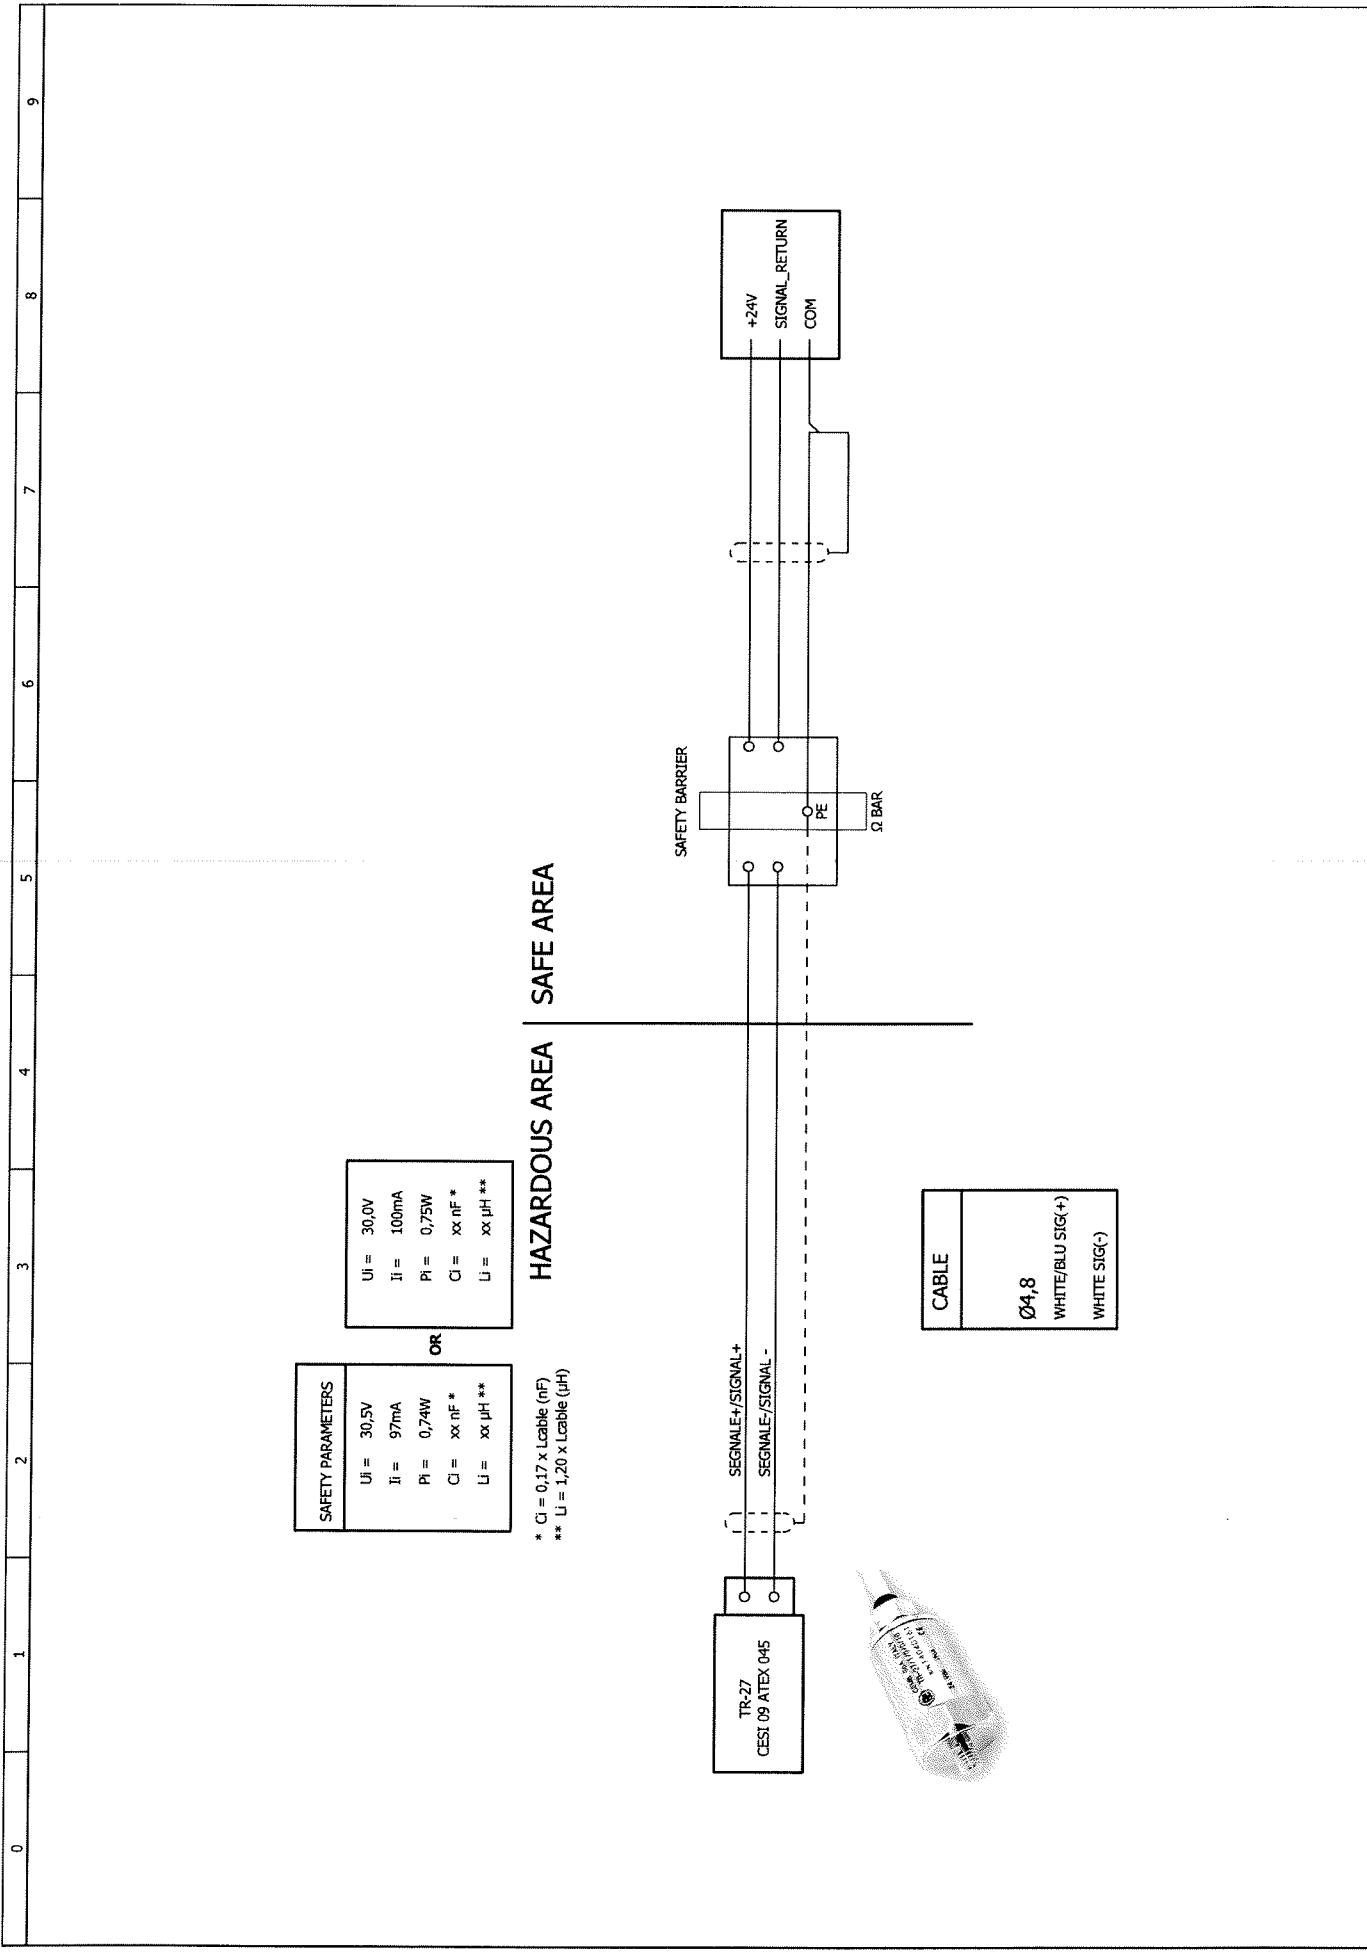 0 1 2 3 4 5 6 7 8 9
SAFETY PARAMETERS
Ui = 30,5V
Ii = 97mA
Pi = 0,74W
Ci = xx nF *
Li = xx µH **
OR
Ui = 30,0V
Ii = 100mA
Pi = 0,75W
Ci = xx nF *
Li = xx µH **
* Ci = 0,17 x Lcable (nF)
** Li = 1,20 x Lcable (µH)
HAZARDOUS AREA
SAFE AREA
SAFETY BARRIER
PE
Ω BAR
+24V
SIGNAL_RETURN
COM
SEGNALE+/SIGNAL+
SEGNALE-/SIGNAL -
TR-27
CESI 09 ATEX 045
CABLE
Ø4,8
WHITE/BLU SIG(+)
WHITE SIG(-)